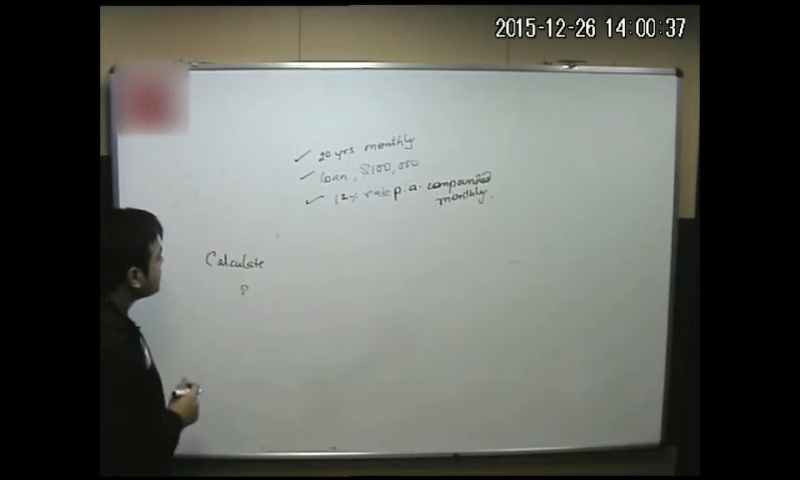 2015-12-26 14:00:37
✓ 20 yrs monthly
✓ loan, $100,000
✓ 12% rate p.a. compounded
monthly.
Calculate
?